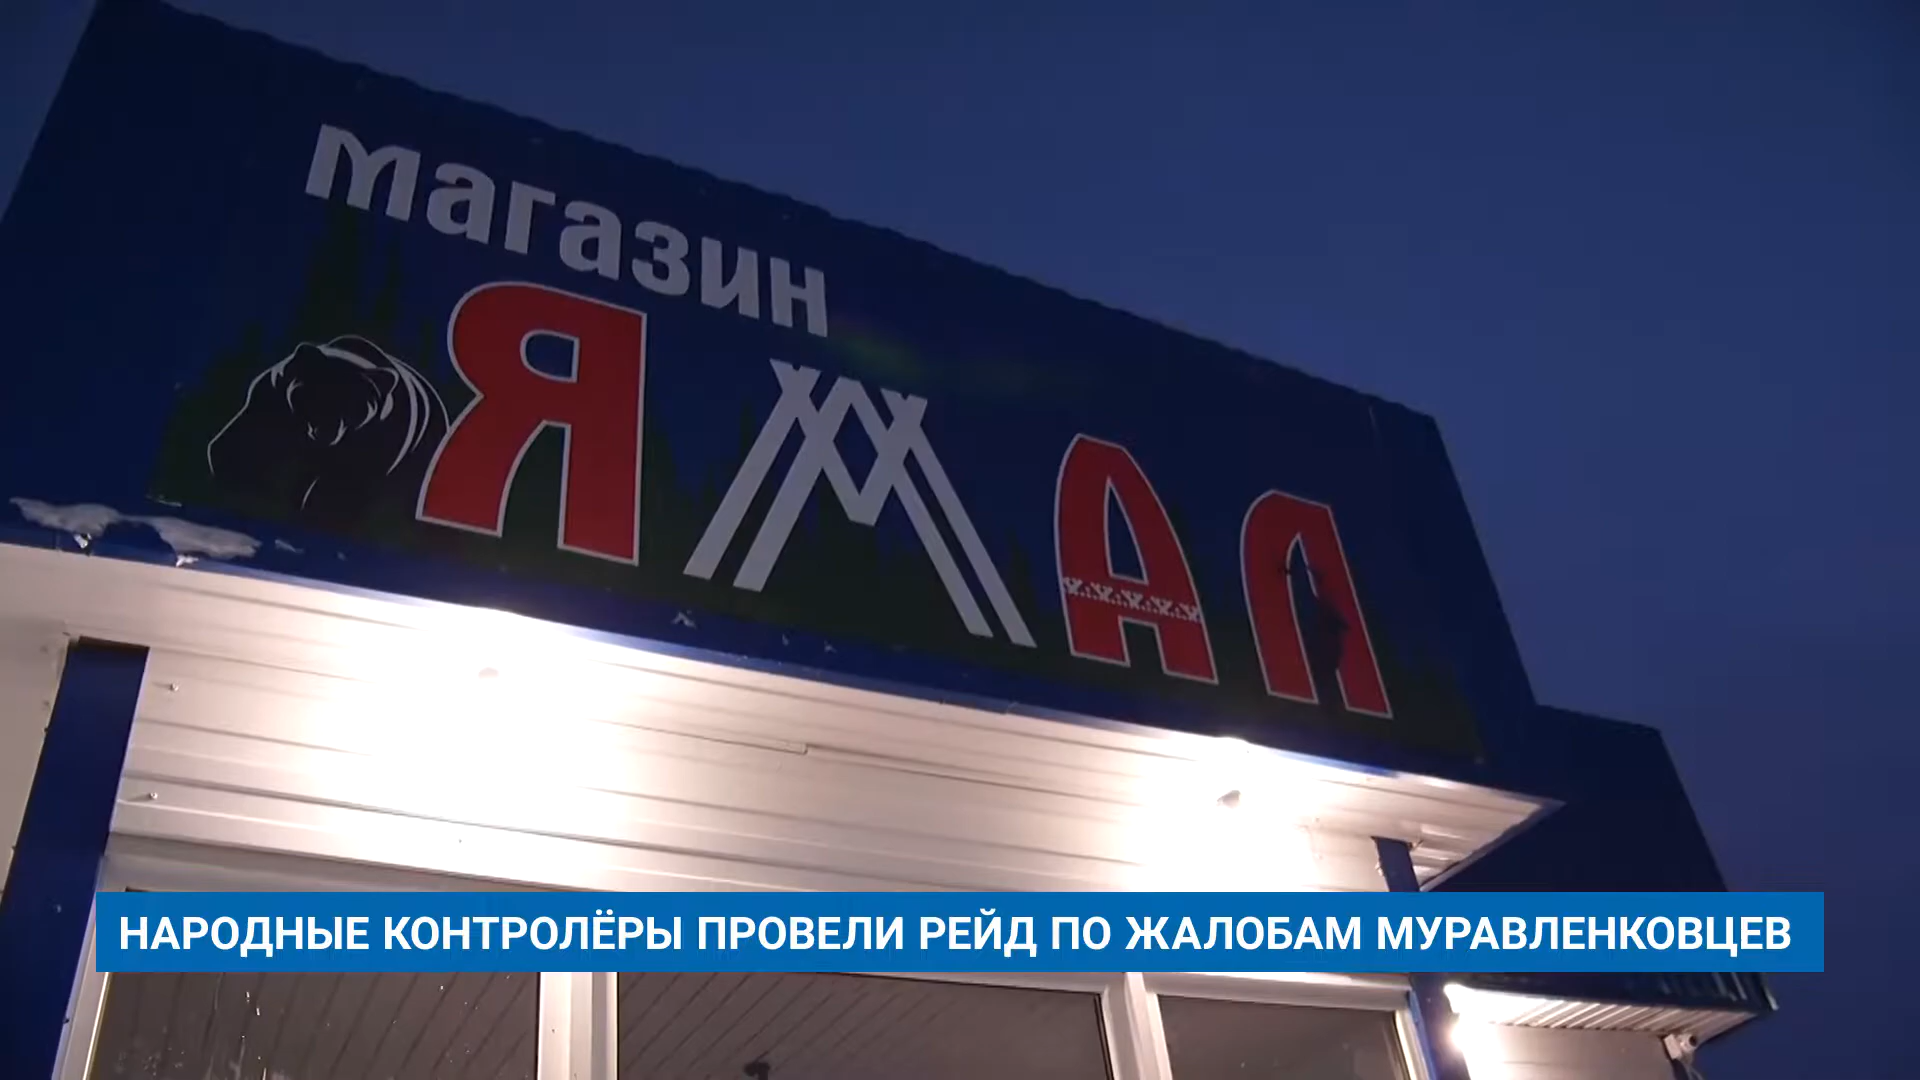 магазин
ЯМАЛ
НАРОДНЫЕ КОНТРОЛЁРЫ ПРОВЕЛИ РЕЙД ПО ЖАЛОБАМ МУРАВЛЕНКОВЦЕВ